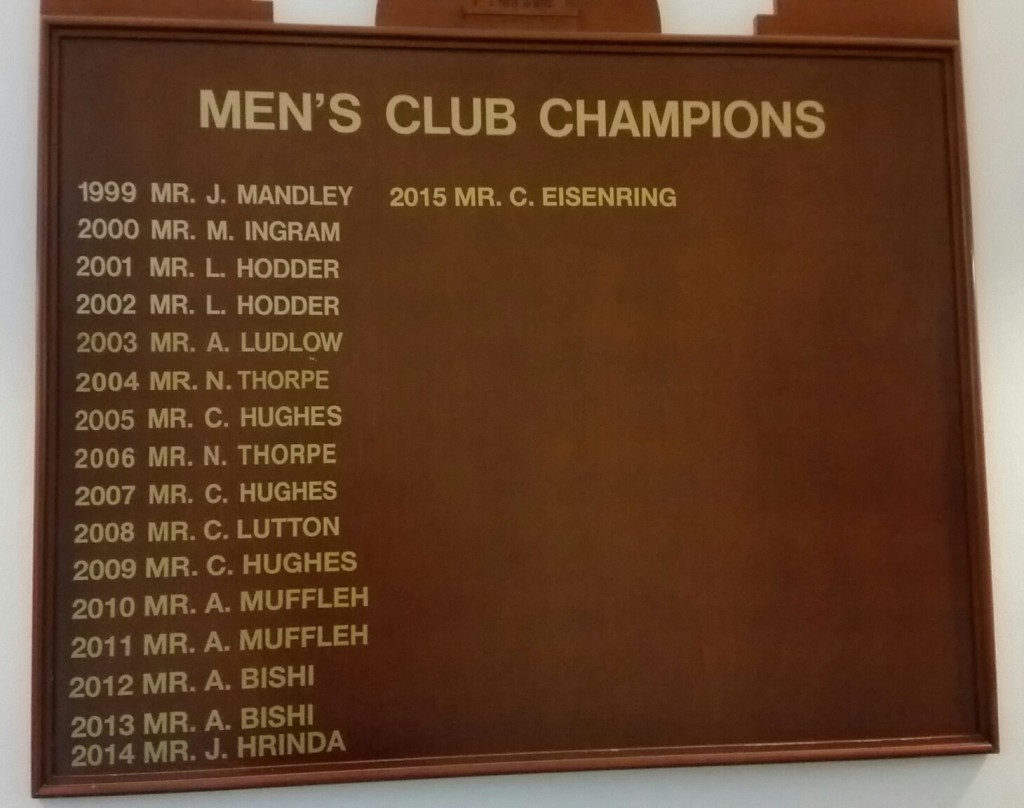 MEN'S CLUB CHAMPIONS
1999 MR. J. MANDLEY
2000 MR. M. INGRAM
2001 MR. L. HODDER
2002 MR. L. HODDER
2003 MR. A. LUDLOW
2004 MR. N. THORPE
2005 MR. C. HUGHES
2006 MR. N. THORPE
2007 MR. C. HUGHES
2008 MR. C. LUTTON
2009 MR. C. HUGHES
2010 MR. A. MUFFLEH
2011 MR. A. MUFFLEH
2012 MR. A. BISHI
2013 MR. A. BISHI
2014 MR. J. HRINDA
2015 MR. C. EISENRING